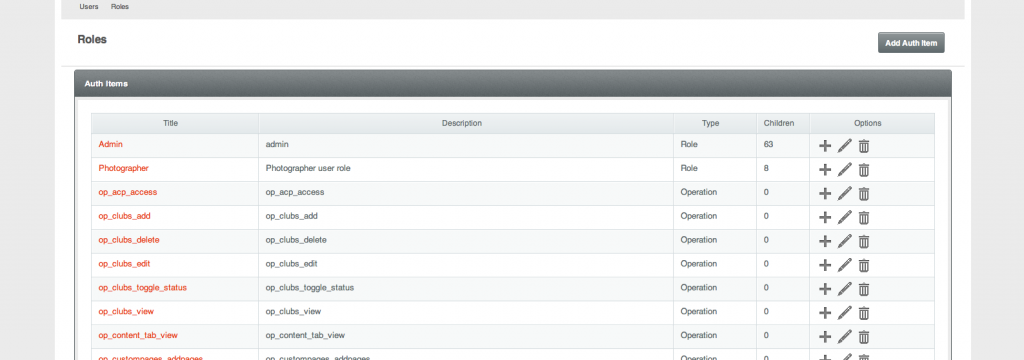 Users Roles
Roles
Add Auth Item
Auth Items
Title Description Type Children Options
Admin admin Role 63
Photographer Photographer user role Role 8
op_acp_access op_acp_access Operation 0
op_clubs_add op_clubs_add Operation 0
op_clubs_delete op_clubs_delete Operation 0
op_clubs_edit op_clubs_edit Operation 0
op_clubs_toggle_status op_clubs_toggle_status Operation 0
op_clubs_view op_clubs_view Operation 0
op_content_tab_view op_content_tab_view Operation 0
op_custompages_addpages op_custompages_addpages Operation 0